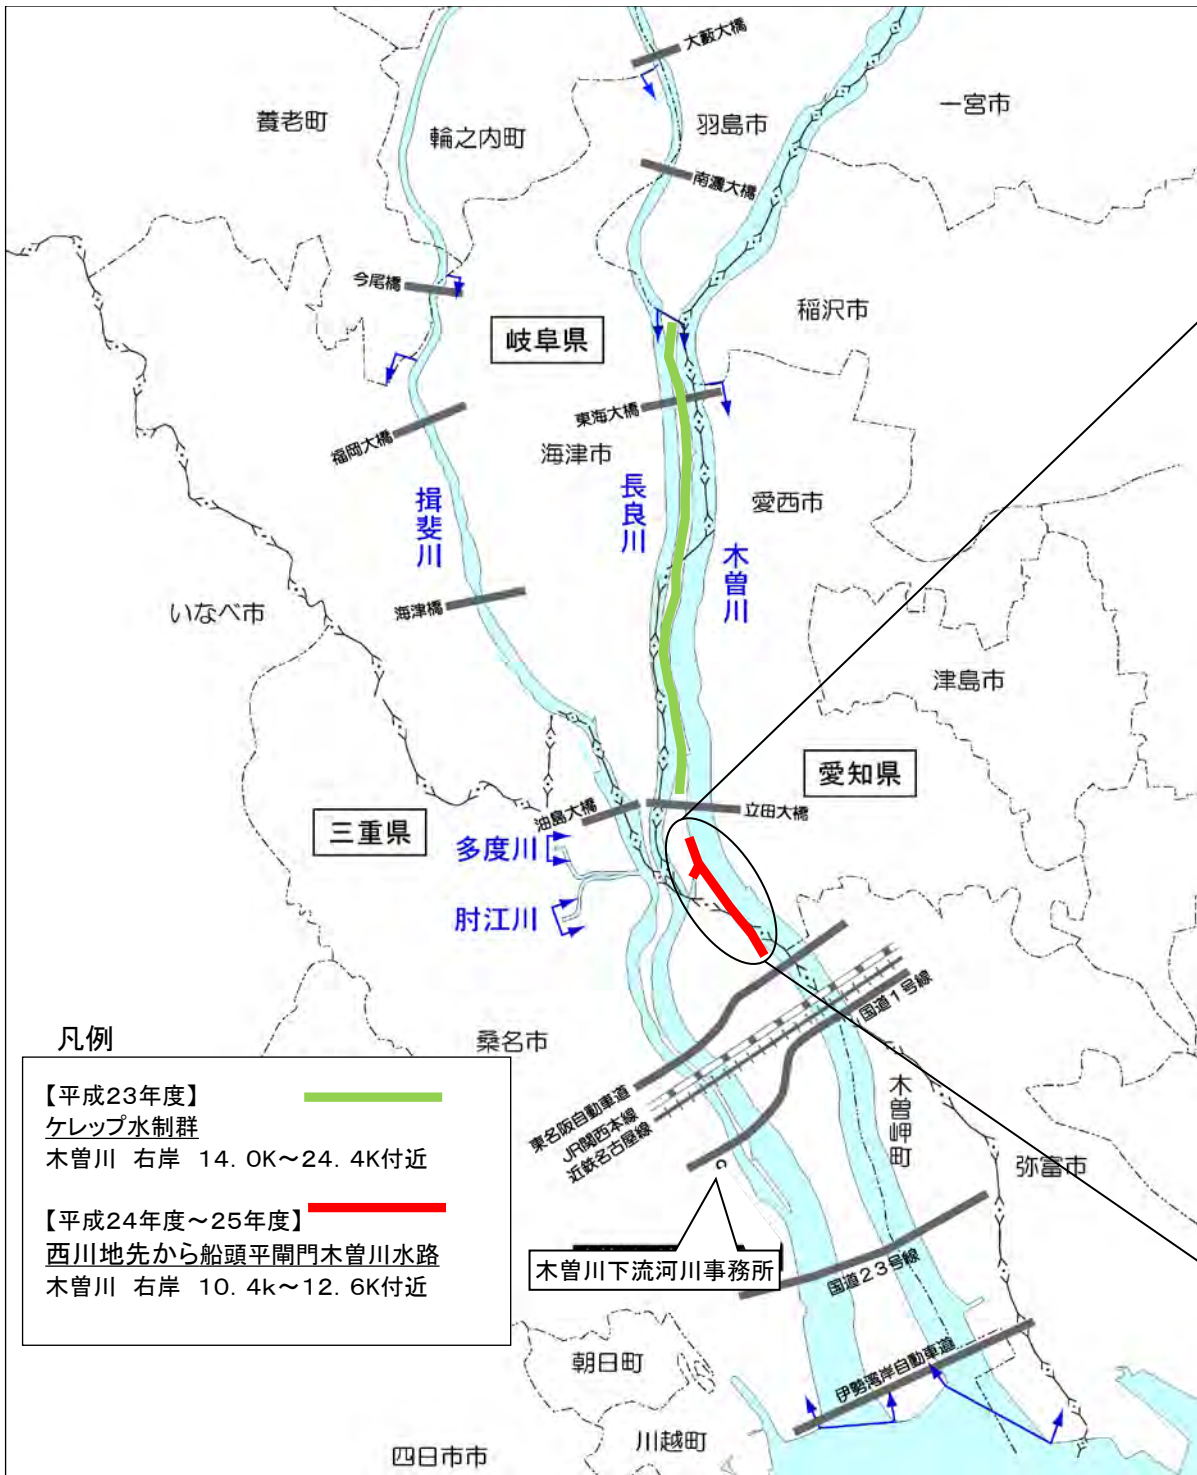 大藪大橋
一宮市
養老町
羽島市
輪之内町
南濃大橋
今尾橋
稲沢市
岐阜県
東海大橋
福岡大橋
海津市
揖斐川
長良川
愛西市
木曽川
海津橋
いなべ市
津島市
愛知県
油島大橋
立田大橋
三重県
多度川
肘江川
国道1号線
桑名市
凡例
【平成23年度】
ケレップ水制群
木曽川 右岸 14.0K~24.4K付近
【平成24年度~25年度】
西川地先から船頭平閘門木曽川水路
木曽川 右岸 10.4k~12.6K付近
東名阪自動車道
JR関西本線
近鉄名古屋線
木曽岬町
弥富市
木曽川下流河川事務所
国道23号線
伊勢湾岸自動車道
朝日町
川越町
四日市市